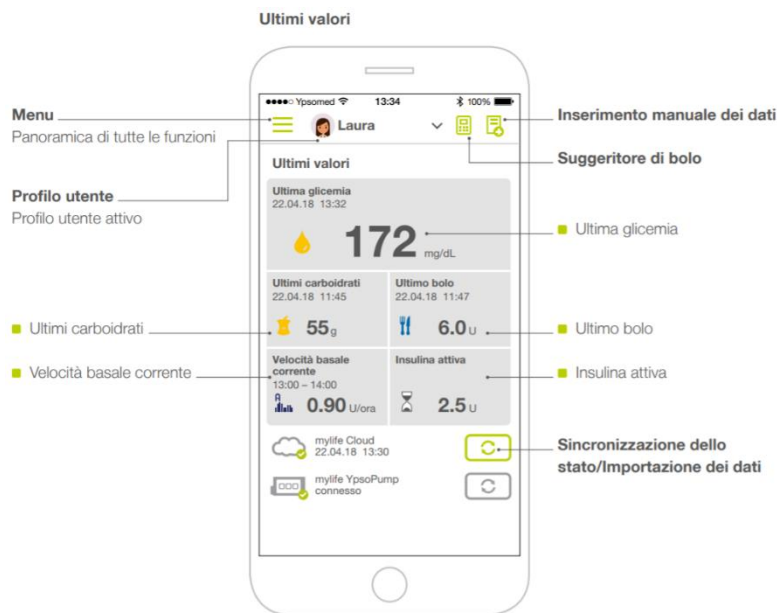 Ultimi valori
Ypsomed 13:34 100%
Menu
Panoramica di tutte le funzioni
Laura
Inserimento manuale dei dati
Suggeritore di bolo
Ultimi valori
Profilo utente
Profilo utente attivo
Ultima glicemia
22.04.18 13:32
172 mg/dL
Ultima glicemia
Ultimi carboidrati
22.04.18 11:45
55 g
Ultimo bolo
22.04.18 11:47
6.0 U
Ultimi carboidrati
Ultimo bolo
Velocità basale corrente
Velocità basale
corrente
13:00 – 14:00
A
0.90 U/ora
Insulina attiva
2.5 U
Insulina attiva
mylife Cloud
22.04.18 13:30
Sincronizzazione dello
stato/Importazione dei dati
mylife YpsoPump
connesso